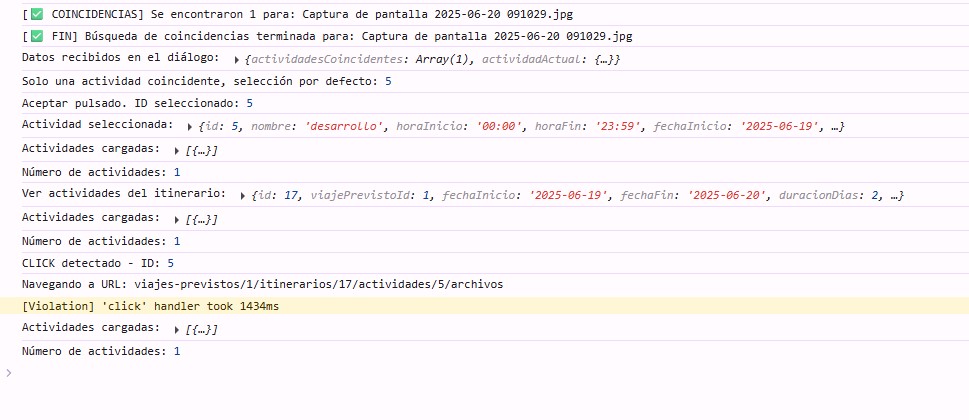 [✅ COINCIDENCIAS] Se encontraron 1 para: Captura de pantalla 2025-06-20 091029.jpg
[✅ FIN] Búsqueda de coincidencias terminada para: Captura de pantalla 2025-06-20 091029.jpg
Datos recibidos en el diálogo: ▶ {actividadesCoincidentes: Array(1), actividadActual: {…}}
Solo una actividad coincidente, selección por defecto: 5
Aceptar pulsado. ID seleccionado: 5
Actividad seleccionada: ▶ {id: 5, nombre: 'desarrollo', horaInicio: '00:00', horaFin: '23:59', fechaInicio: '2025-06-19', …}
Actividades cargadas: ▶ [{…}]
Número de actividades: 1
Ver actividades del itinerario: ▶ {id: 17, viajePrevistoId: 1, fechaInicio: '2025-06-19', fechaFin: '2025-06-20', duracionDias: 2, …}
Actividades cargadas: ▶ [{…}]
Número de actividades: 1
CLICK detectado - ID: 5
Navegando a URL: viajes-previstos/1/itinerarios/17/actividades/5/archivos
[Violation] 'click' handler took 1434ms
Actividades cargadas: ▶ [{…}]
Número de actividades: 1